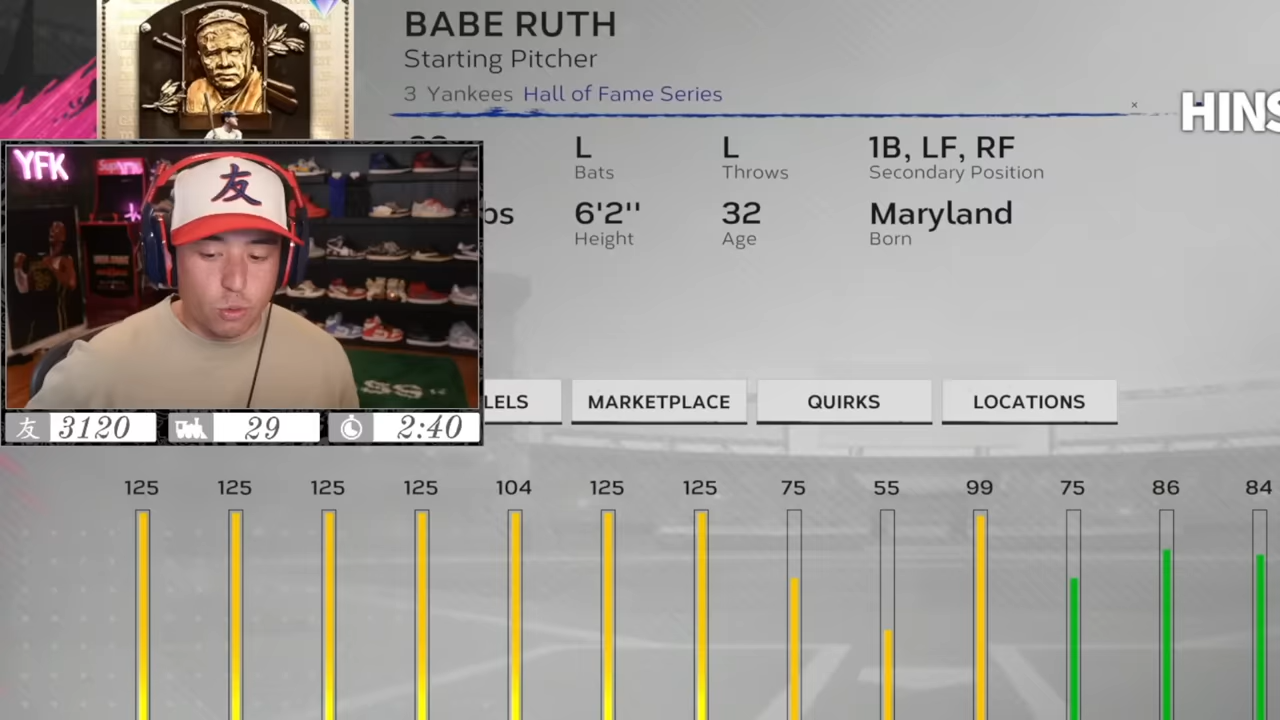 BABE RUTH
Starting Pitcher
3 Yankees Hall of Fame Series
HINS
L
Bats
L
Throws
1B, LF, RF
Secondary Position
6'2''
Height
32
Age
Maryland
Born
YFK
友
LELS
MARKETPLACE
QUIRKS
LOCATIONS
友 3120
29
2:40
125 125 125 125 104 125 125 75 55 99 75 86 84